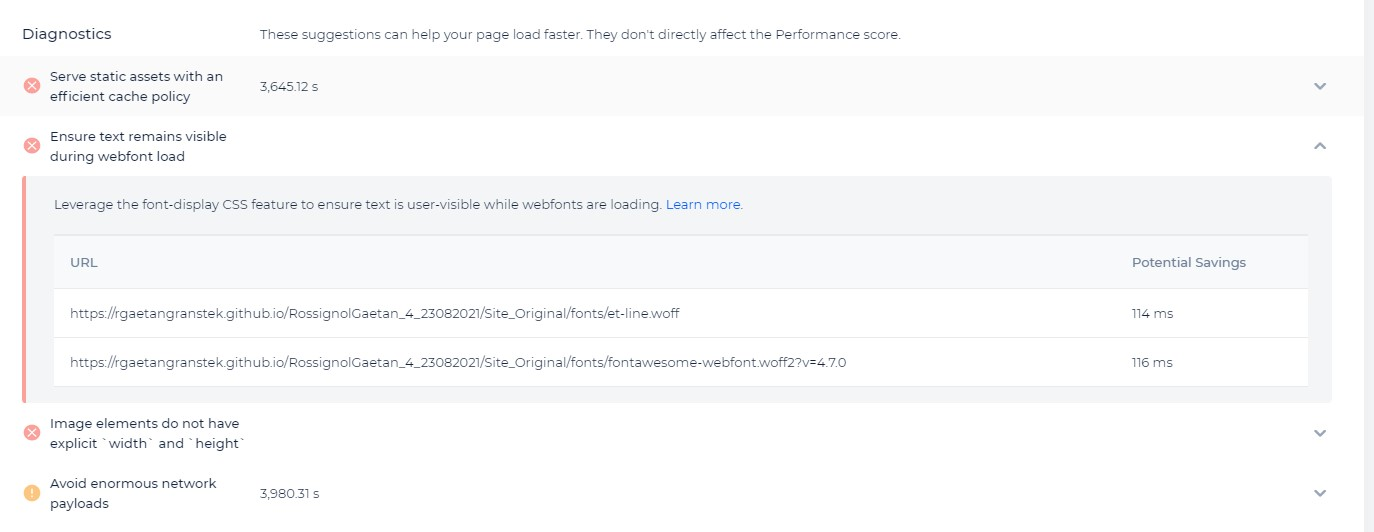 Diagnostics
These suggestions can help your page load faster. They don't directly affect the Performance score.
Serve static assets with an
efficient cache policy
3,645.12 s
Ensure text remains visible
during webfont load
Leverage the font-display CSS feature to ensure text is user-visible while webfonts are loading. Learn more.
URL
Potential Savings
https://rgaetangranstek.github.io/RossignolGaetan_4_23082021/Site_Original/fonts/et-line.woff
114 ms
https://rgaetangranstek.github.io/RossignolGaetan_4_23082021/Site_Original/fonts/fontawesome-webfont.woff2?v=4.7.0
116 ms
Image elements do not have
explicit `width` and `height`
Avoid enormous network
payloads
3,980.31 s